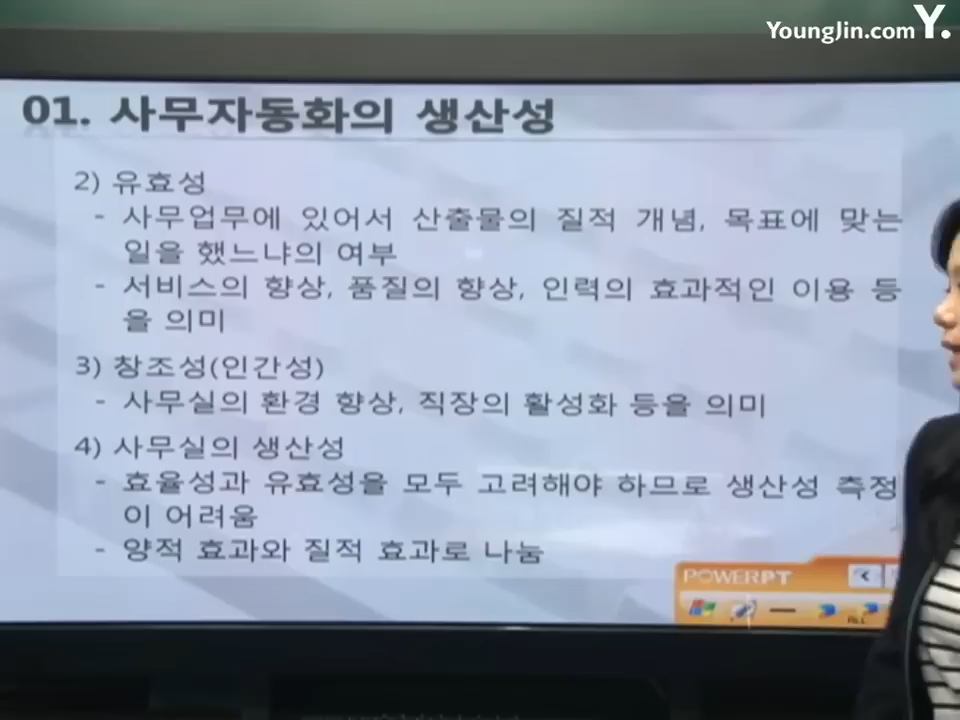 YoungJin.com Y.
01. 사무자동화의 생산성
2) 유효성
- 사무업무에 있어서 산출물의 질적 개념, 목표에 맞는
일을 했느냐의 여부
- 서비스의 향상, 품질의 향상, 인력의 효과적인 이용 등
을 의미
3) 창조성(인간성)
- 사무실의 환경 향상, 직장의 활성화 등을 의미
4) 사무실의 생산성
- 효율성과 유효성을 모두 고려해야 하므로 생산성 측정
이 어려움
- 양적 효과와 질적 효과로 나눔
POWERPT
ALL